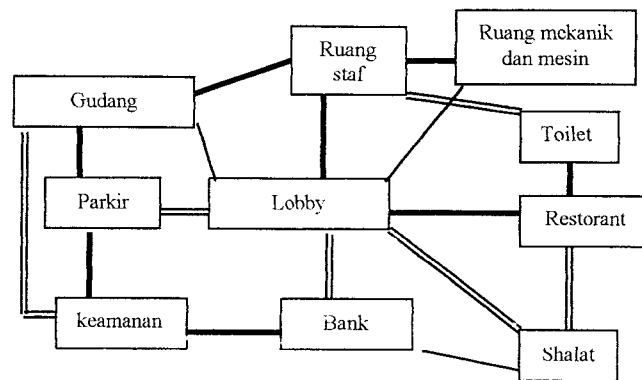 Ruang
staf
Ruang mekanik
dan mesin
Gudang
Toilet
Parkir
Lobby
Restorant
keamanan
Bank
Shalat